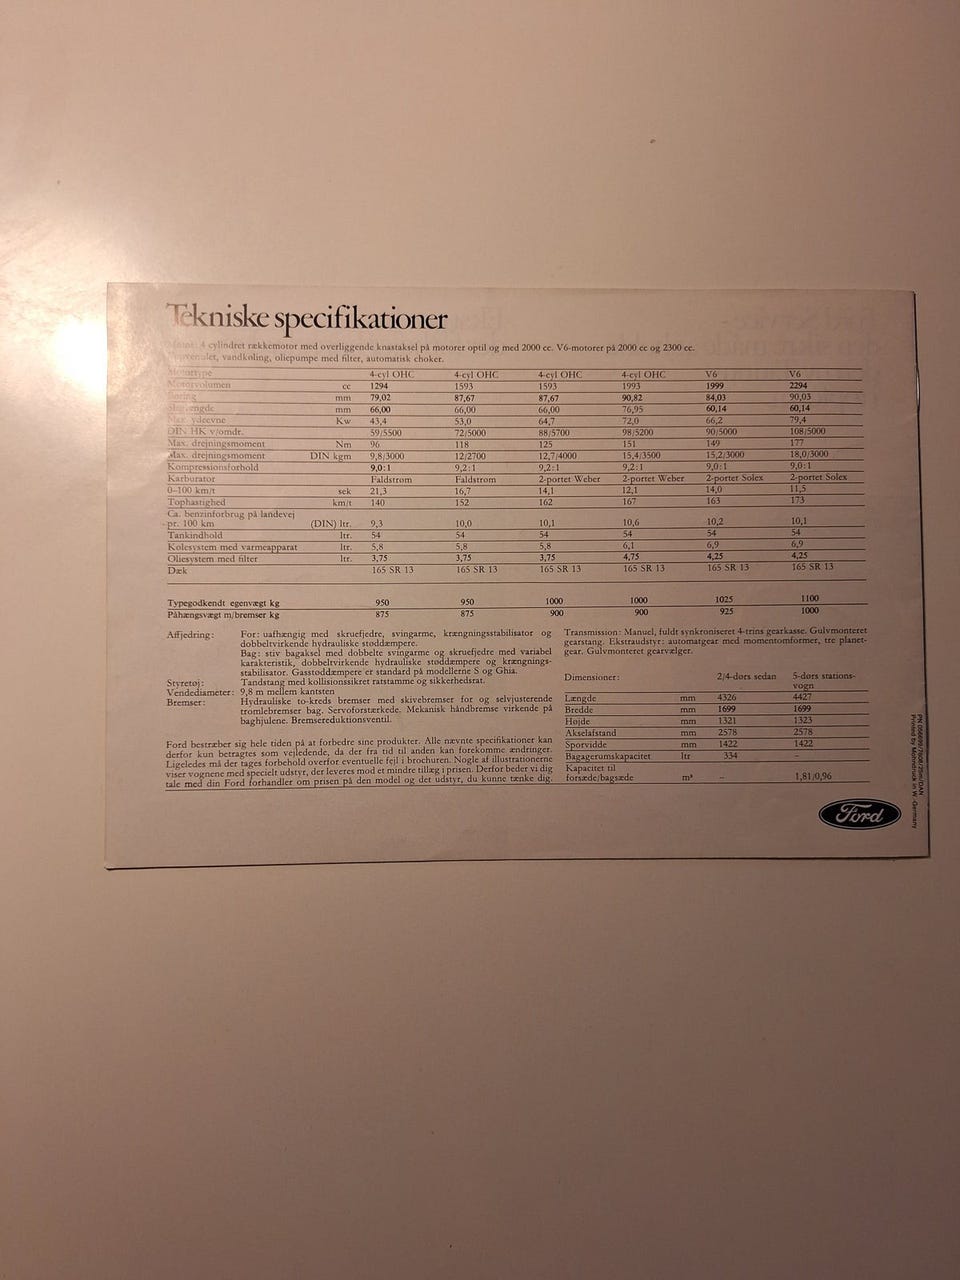 Tekniske specifikationer
4 cylindret rækkemotor med overliggende knastaksel på motorer optil og med 2000 cc. V6-motorer på 2000 cc og 2300 cc.
vandkøling, oliepumpe med filter, automatisk choker.
Motortype 4-cyl OHC 4-cyl OHC 4-cyl OHC 4-cyl OHC V6 V6
Motorvolumen cc 1294 1593 1593 1993 1999 2294
Boring mm 79,02 87,67 87,67 90,82 84,03 90,03
Slaglængde mm 66,00 66,00 66,00 76,95 60,14 60,14
Max. ydeevne Kw 43,4 53,0 64,7 72,0 66,2 79,4
DIN HK v/omdr. 59/5500 72/5000 88/5700 98/5200 90/5000 108/5000
Max. drejningsmoment Nm 96 118 125 151 149 177
Max. drejningsmoment DIN kgm 9,8/3000 12/2700 12,7/4000 15,4/3500 15,2/3000 18,0/3000
Kompressionsforhold 9,0:1 9,2:1 9,2:1 9,2:1 9,0:1 9,0:1
Karburator Faldstrøm Faldstrøm 2-portet Weber 2-portet Weber 2-portet Solex 2-portet Solex
0-100 km/t sek 21,3 16,7 14,1 12,1 14,0 11,5
Tophastighed km/t 140 152 162 167 163 173
Ca. benzinforbrug på landevej
pr. 100 km (DIN) ltr. 9,3 10,0 10,1 10,6 10,2 10,1
Tankindhold ltr. 54 54 54 54 54 54
Kølesystem med varmeapparat ltr. 5,8 5,8 5,8 6,1 6,9 6,9
Oliesystem med filter ltr. 3,75 3,75 3,75 3,75 4,25 4,25
Dæk 165 SR 13 165 SR 13 165 SR 13 165 SR 13 165 SR 13 165 SR 13
Typegodkendt egenvægt kg 950 950 1000 1000 1025 1100
Påhængsvægt m/bremser kg 875 875 900 900 925 1000
Affjedring: For: uafhængig med skruefjedre, svingarme, krængningsstabilisator og
dobbeltvirkende hydrauliske støddæmpere.
Bag: stiv bagaksel med dobbelte svingarme og skruefjedre med variabel
karakteristik, dobbeltvirkende hydrauliske støddæmpere og krængnings-
stabilisator. Gasstøddæmpere er standard på modellerne S og Ghia.
Styretøj: Tandstang med kollisionssikret ratstamme og sikkerhedsrat.
Vendediameter: 9,8 m mellem kantsten
Bremser: Hydrauliske to-kreds bremser med skivebremser for og selvjusterende
tromlebremser bag. Servoforstærkede. Mekanisk håndbremse virkende på
baghjulene. Bremsereduktionsventil.
Ford bestræber sig hele tiden på at forbedre sine produkter. Alle nævnte specifikationer kan
derfor kun betragtes som vejledende, da der fra tid til anden kan forekomme ændringer.
Ligeledes må der tages forbehold overfor eventuelle fejl i brochuren. Nogle af illustrationerne
viser vognene med specielt udstyr, der leveres mod et mindre tillæg i prisen. Derfor beder vi dig
tale med din Ford forhandler om prisen på den model og det udstyr, du kunne tænke dig.
Transmission: Manuel, fuldt synkroniseret 4-trins gearkasse. Gulvmonteret
gearstang. Ekstraudstyr: automatgear med momentomformer, tre planet-
gear. Gulvmonteret gearvælger.
Dimensioner: 2/4-dørs sedan 5-dørs stations-
vogn
Længde mm 4326 4427
Bredde mm 1699 1699
Højde mm 1321 1323
Akselafstand mm 2578 2578
Sporvidde mm 1422 1422
Bagagerumskapacitet ltr 334 -
Kapacitet til
forsæde/bagsæde m³ - 1,81/0,96
Ford
Printed by Mohndruck in W.-Germany